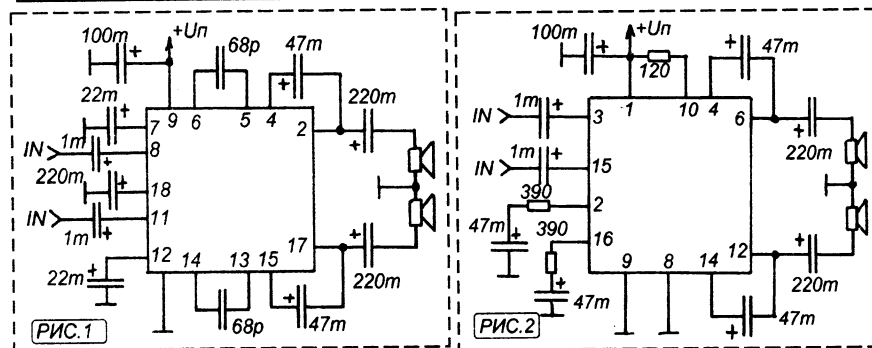 100m + +Uп 68p 47m
22m + 9 6 5 4 + 220m
7 2
IN 1m 8 +
220m + +
18
IN 11
1m + 17
12 220m
22m + 14 13 15 +
68p 47m
РИС.1
100m + +Uп 120 + 47m
1 10 4
1m + 3 6 220m
IN +
IN 1m + 15
390 2
47m + 390 16 12 +
9 8 14 220m
+ 47m + 47m
РИС.2